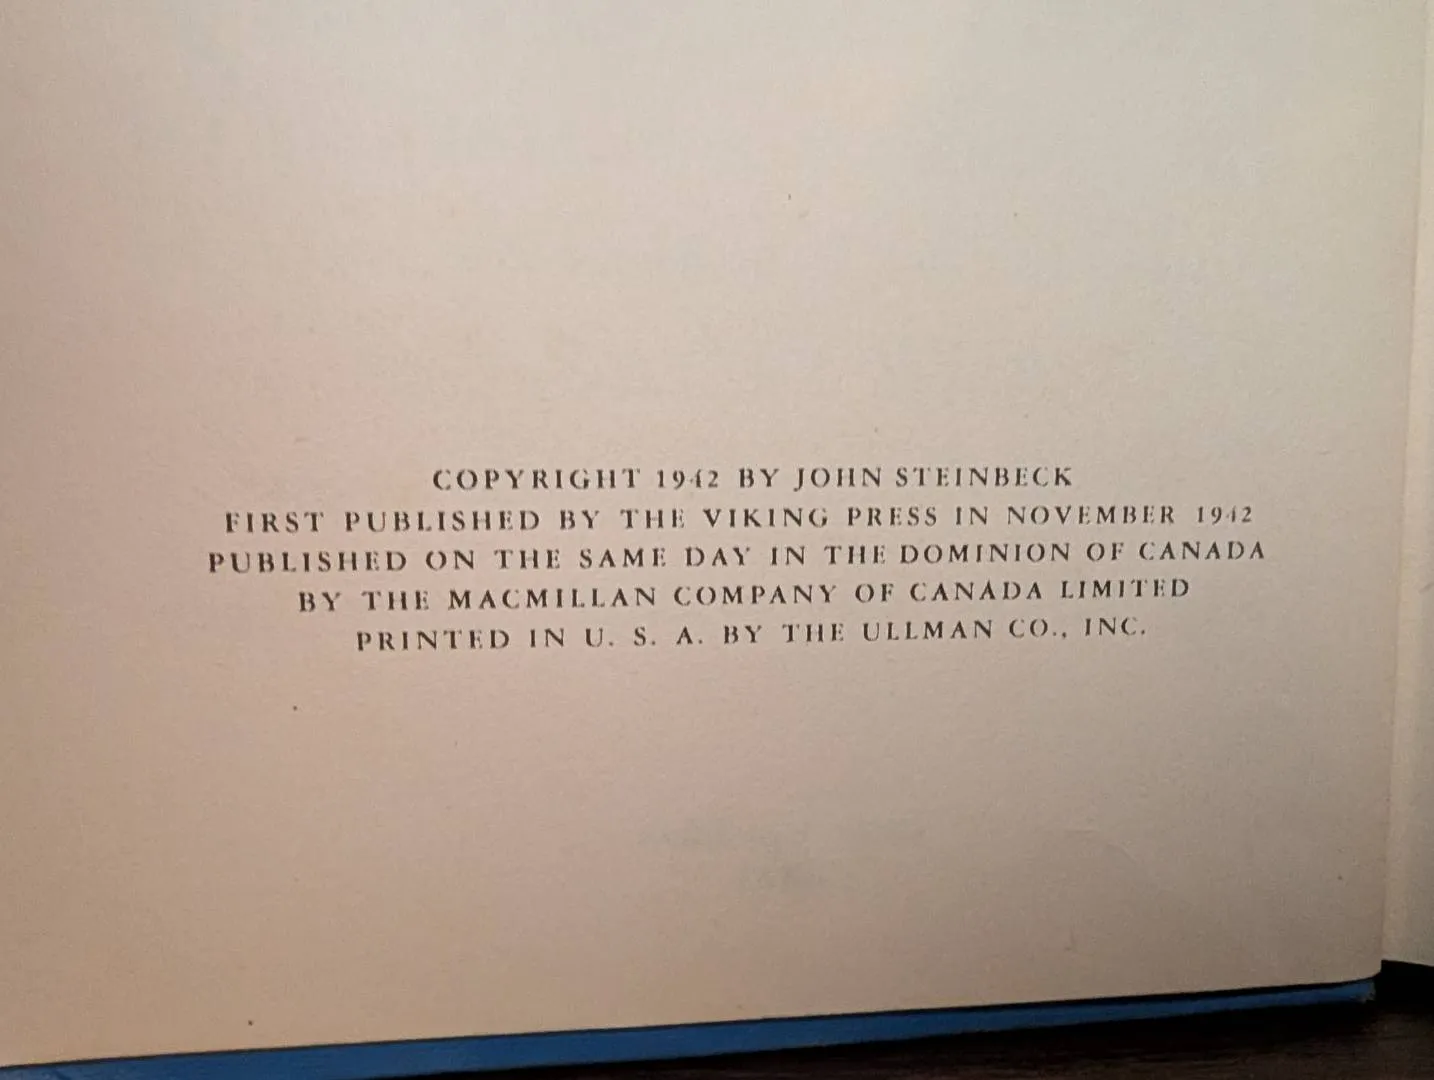 COPYRIGHT 1942 BY JOHN STEINBECK
FIRST PUBLISHED BY THE VIKING PRESS IN NOVEMBER 1942
PUBLISHED ON THE SAME DAY IN THE DOMINION OF CANADA
BY THE MACMILLAN COMPANY OF CANADA LIMITED
PRINTED IN U. S. A. BY THE ULLMAN CO., INC.